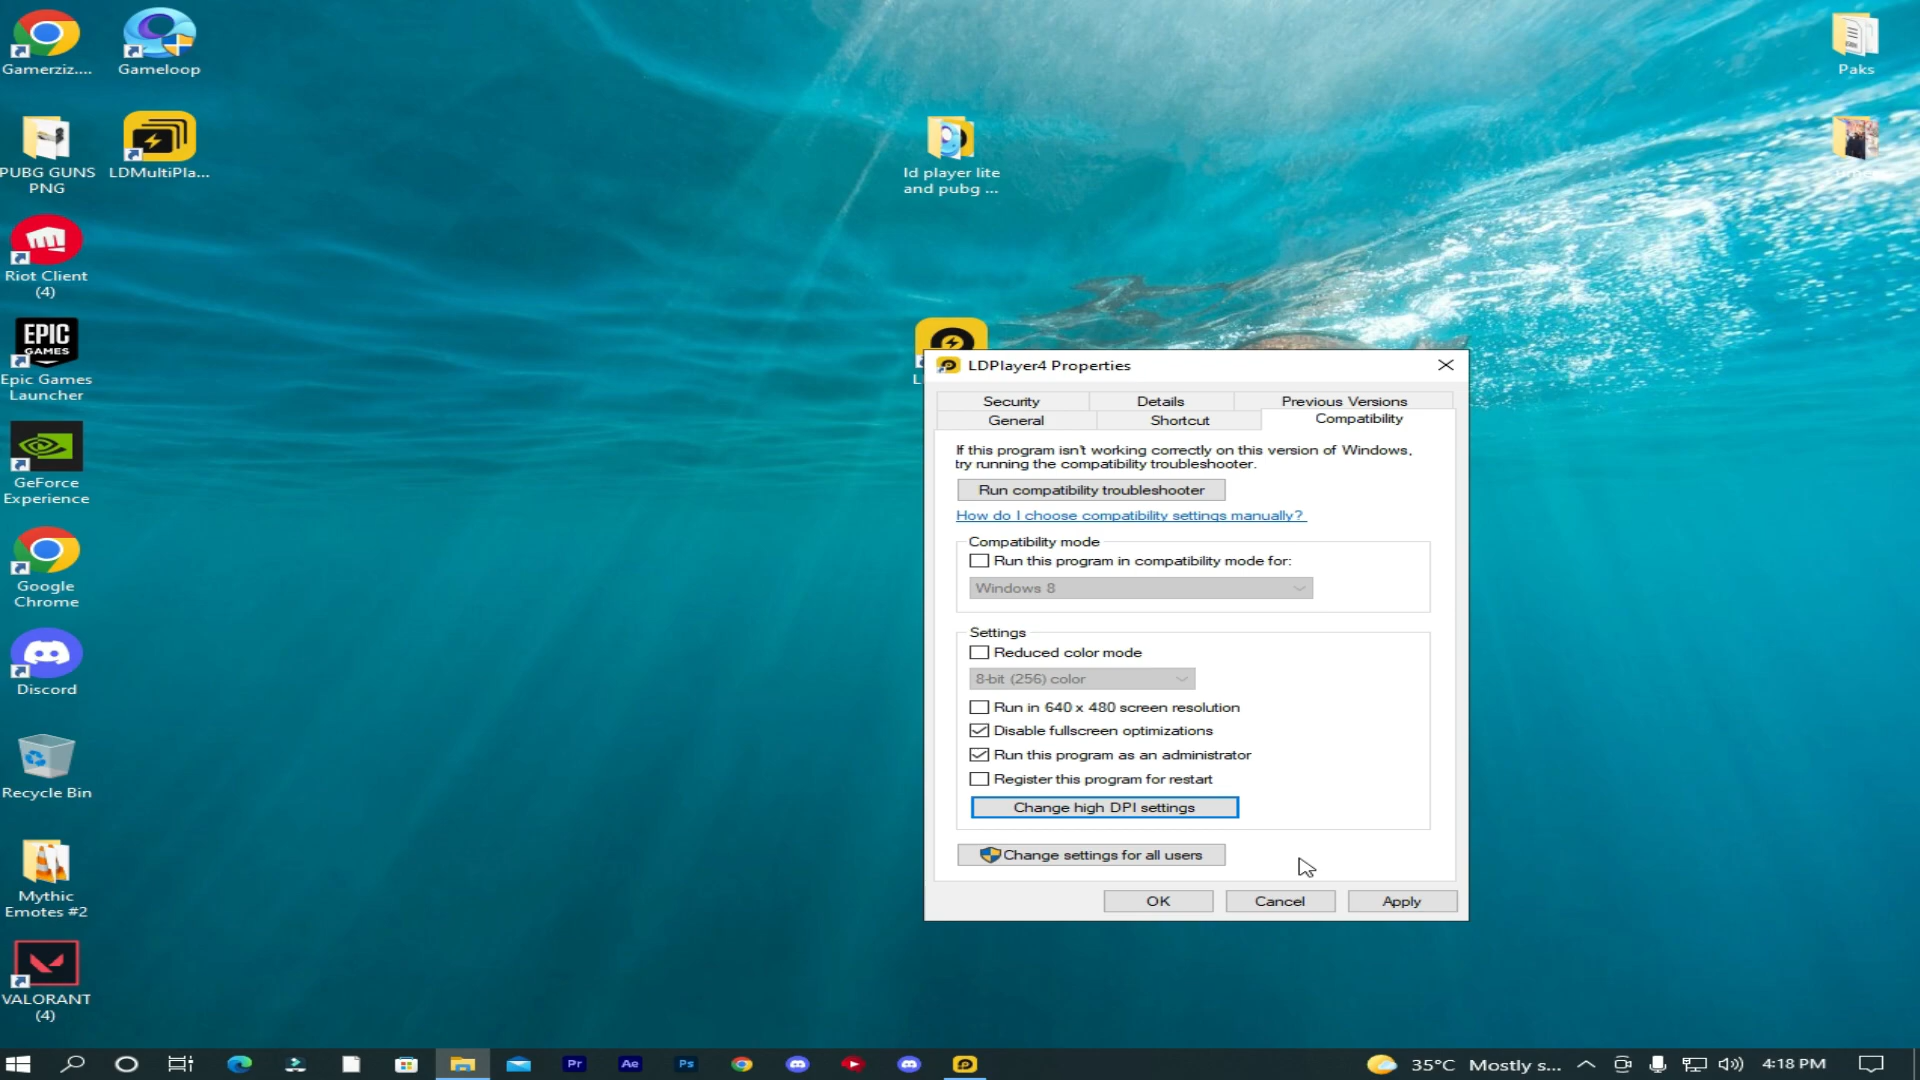 Gamerziz....
Gameloop
Paks
PUBG GUNS
PNG
LDMultiPla...
ld player lite
and pubg ...
Riot Client
(4)
EPIC
GAMES
Epic Games
Launcher
GeForce
Experience
Google
Chrome
Discord
Recycle Bin
Mythic
Emotes #2
VALORANT
(4)
LDPlayer4 Properties
Security
Details
Previous Versions
General
Shortcut
Compatibility
If this program isn't working correctly on this version of Windows,
try running the compatibility troubleshooter.
Run compatibility troubleshooter
How do I choose compatibility settings manually?
Compatibility mode
Run this program in compatibility mode for:
Windows 8
Settings
Reduced color mode
8-bit (256) color
Run in 640 x 480 screen resolution
Disable fullscreen optimizations
Run this program as an administrator
Register this program for restart
Change high DPI settings
Change settings for all users
OK
Cancel
Apply
Pr
Ae
Ps
35°C Mostly s...
4:18 PM